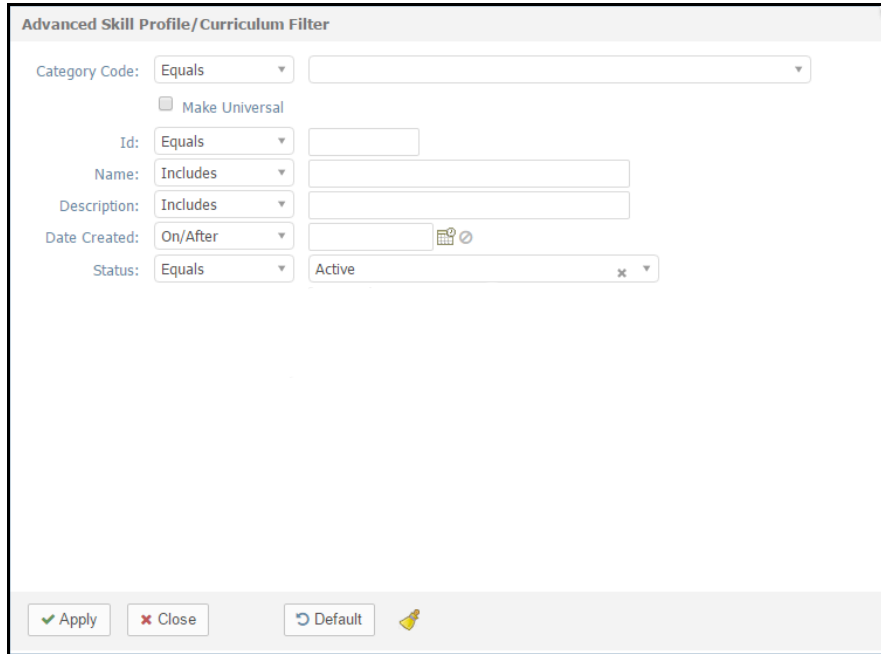 Advanced Skill Profile/Curriculum Filter
Category Code: Equals
Make Universal
Id: Equals
Name: Includes
Description: Includes
Date Created: On/After
Status: Equals Active
Apply Close Default